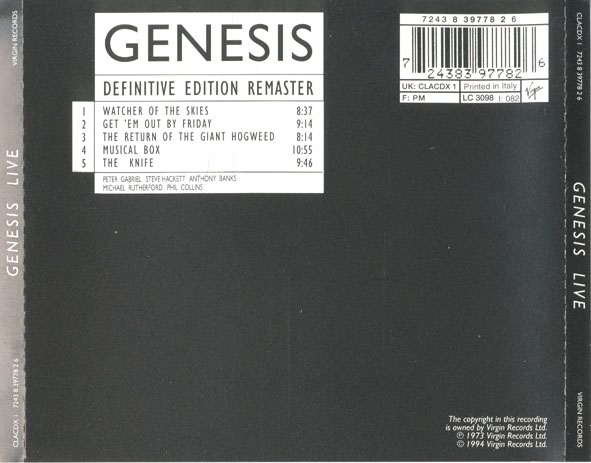 VIRGIN RECORDS
GENESIS LIVE
CLACDX 1 7243 8 39778 2 6
GENESIS
DEFINITIVE EDITION REMASTER
1 WATCHER OF THE SKIES 8:37
2 GET 'EM OUT BY FRIDAY 9:14
3 THE RETURN OF THE GIANT HOGWEED 8:14
4 MUSICAL BOX 10:55
5 THE KNIFE 9:46
PETER GABRIEL STEVE HACKETT ANTHONY BANKS
MICHAEL RUTHERFORD PHIL COLLINS
7243 8 39778 2 6
7 24383 97782 6
UK: CLACDX 1 Printed in Italy
F: PM LC 3098 I: 082 Virgin
The copyright in this recording
is owned by Virgin Records Ltd.
℗ 1973 Virgin Records Ltd.
© 1994 Virgin Records Ltd.
CLACDX 1 7243 8 39778 2 6
GENESIS LIVE
VIRGIN RECORDS